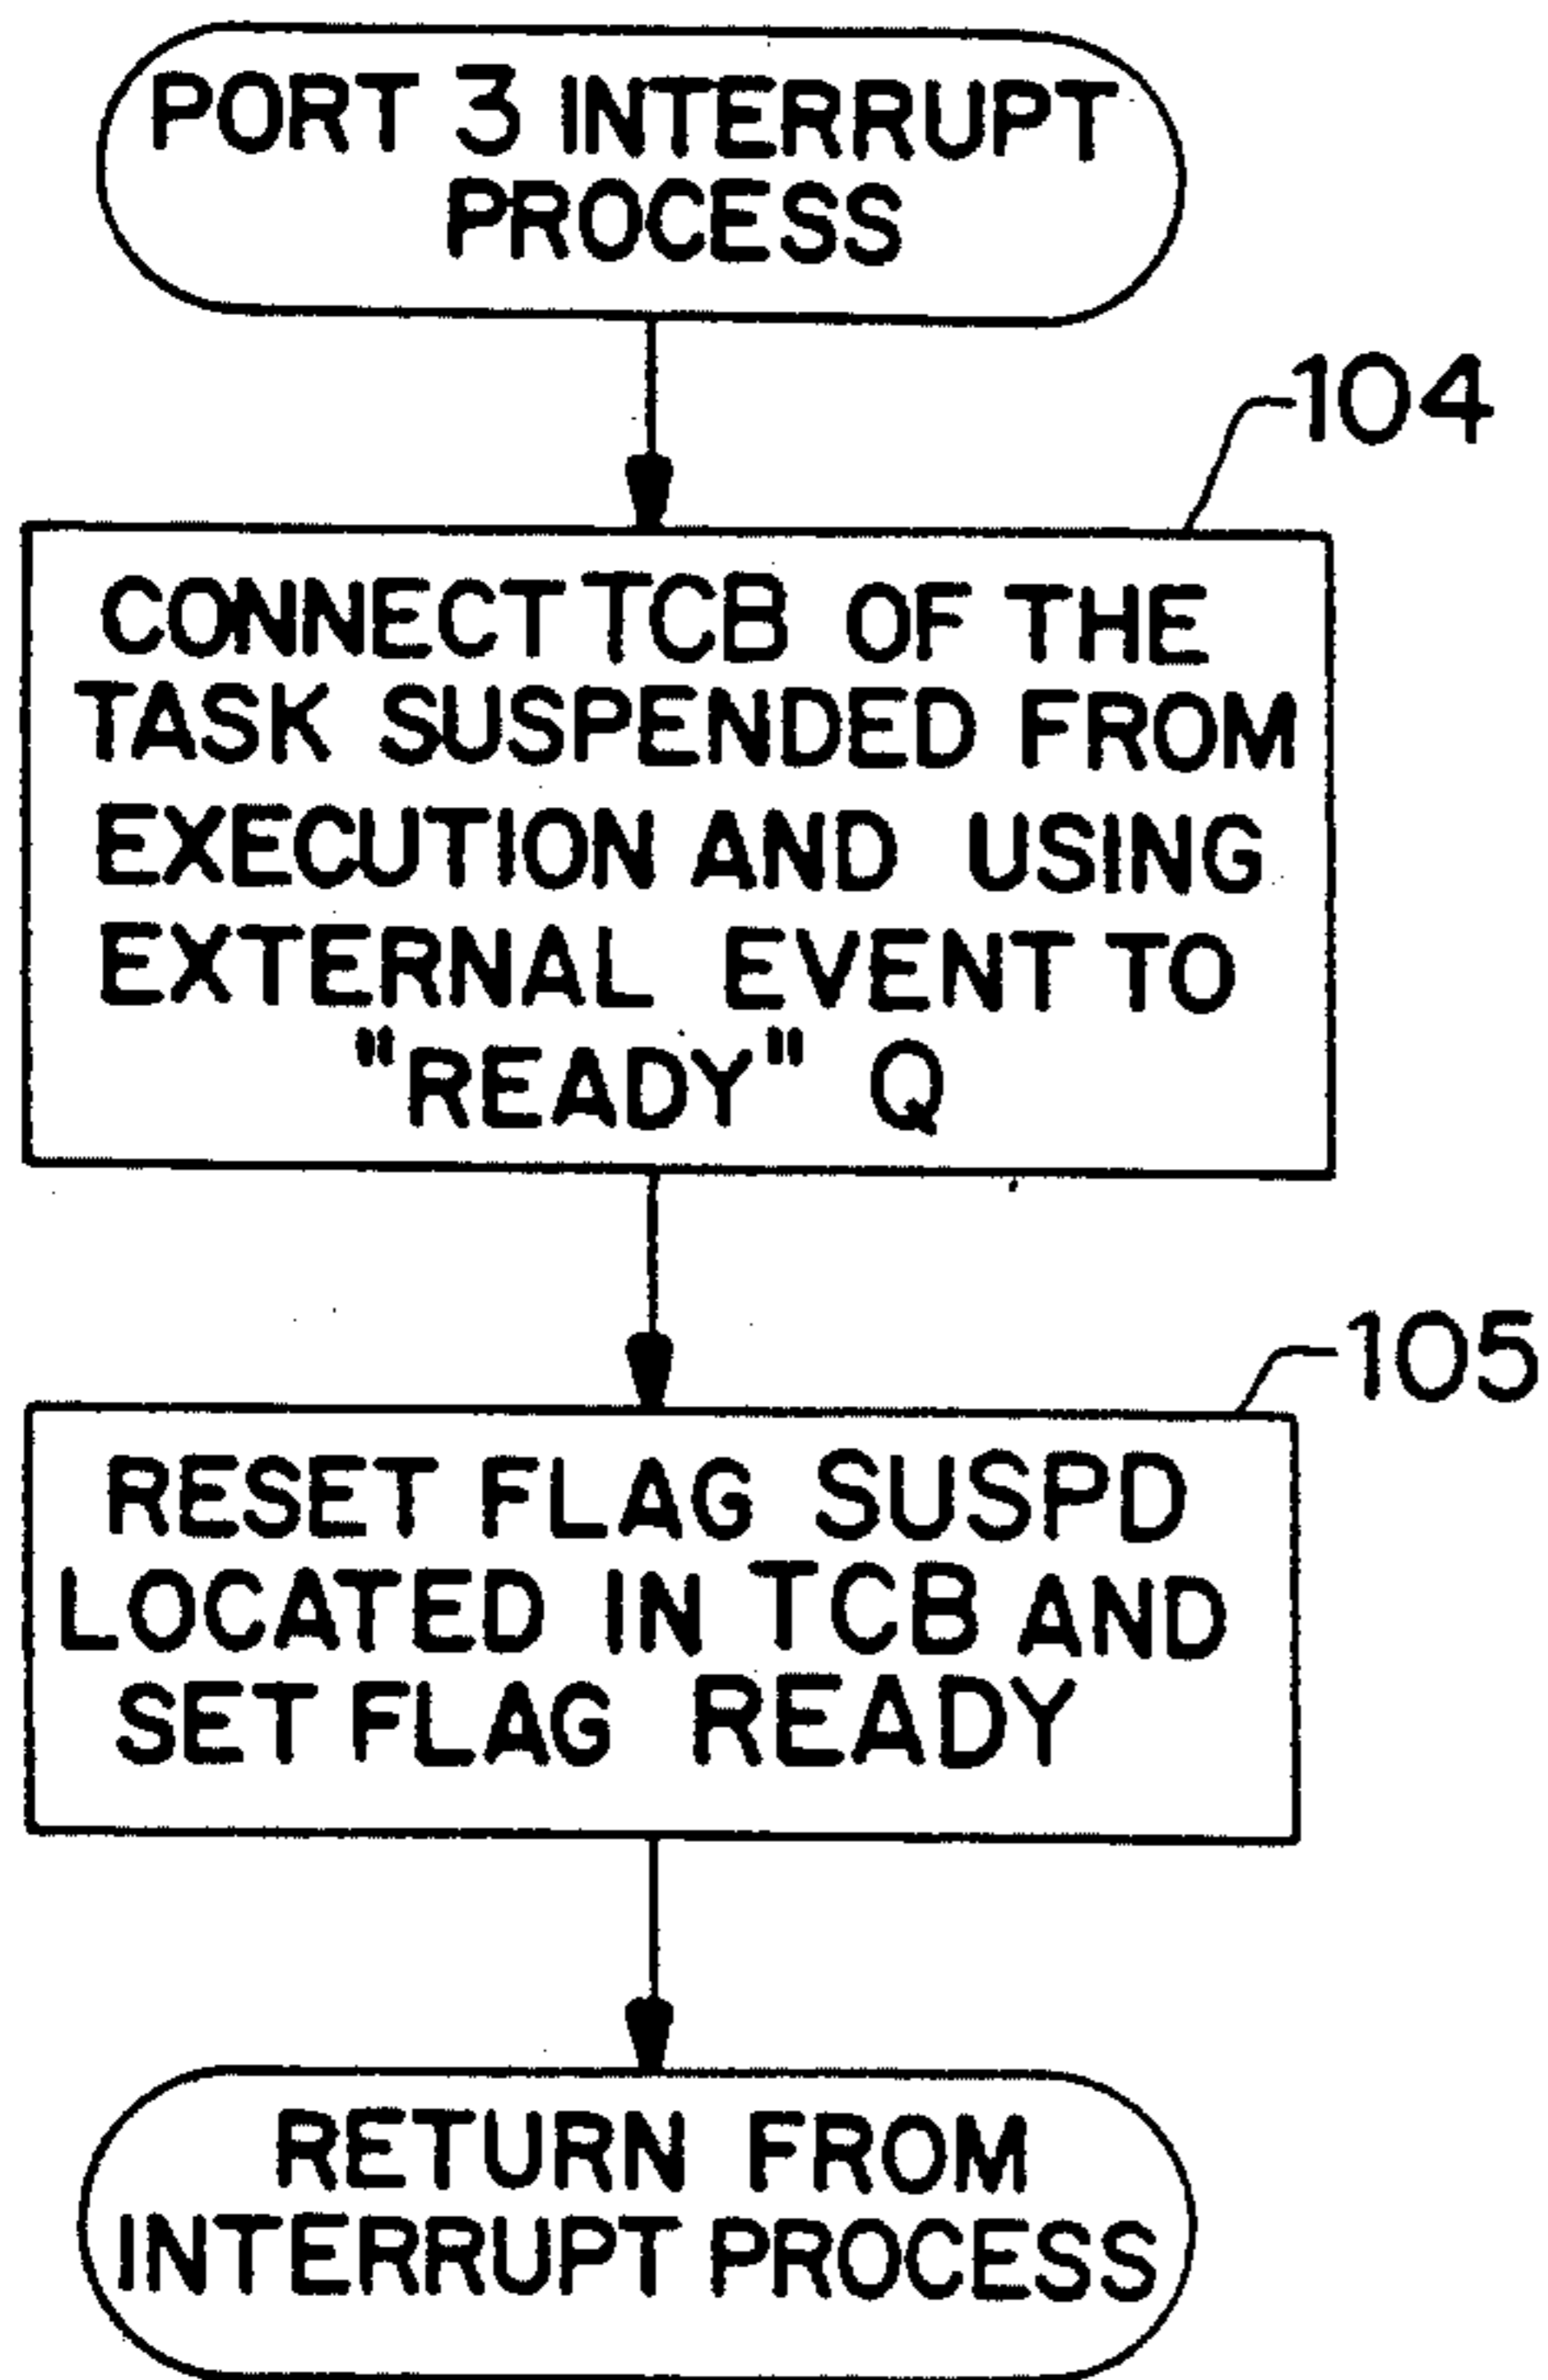 PORT 3 INTERRUPT
PROCESS
104
CONNECT TCB OF THE
TASK SUSPENDED FROM
EXECUTION AND USING
EXTERNAL EVENT TO
"READY" Q
105
RESET FLAG SUSPD
LOCATED IN TCB AND
SET FLAG READY
RETURN FROM
INTERRUPT PROCESS